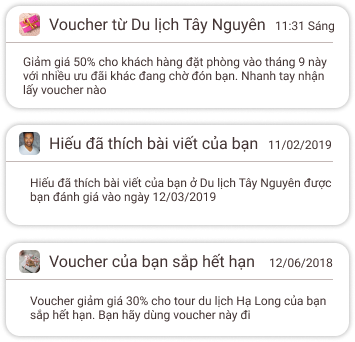 Voucher từ Du lịch Tây Nguyên 11:31 Sáng
Giảm giá 50% cho khách hàng đặt phòng vào tháng 9 này
với nhiều ưu đãi khác đang chờ đón bạn. Nhanh tay nhận
lấy voucher nào
Hiếu đã thích bài viết của bạn 11/02/2019
Hiếu đã thích bài viết của bạn ở Du lịch Tây Nguyên được
bạn đánh giá vào ngày 12/03/2019
Voucher của bạn sắp hết hạn 12/06/2018
Voucher giảm giá 30% cho tour du lịch Hạ Long của bạn
sắp hết hạn. Bạn hãy dùng voucher này đi